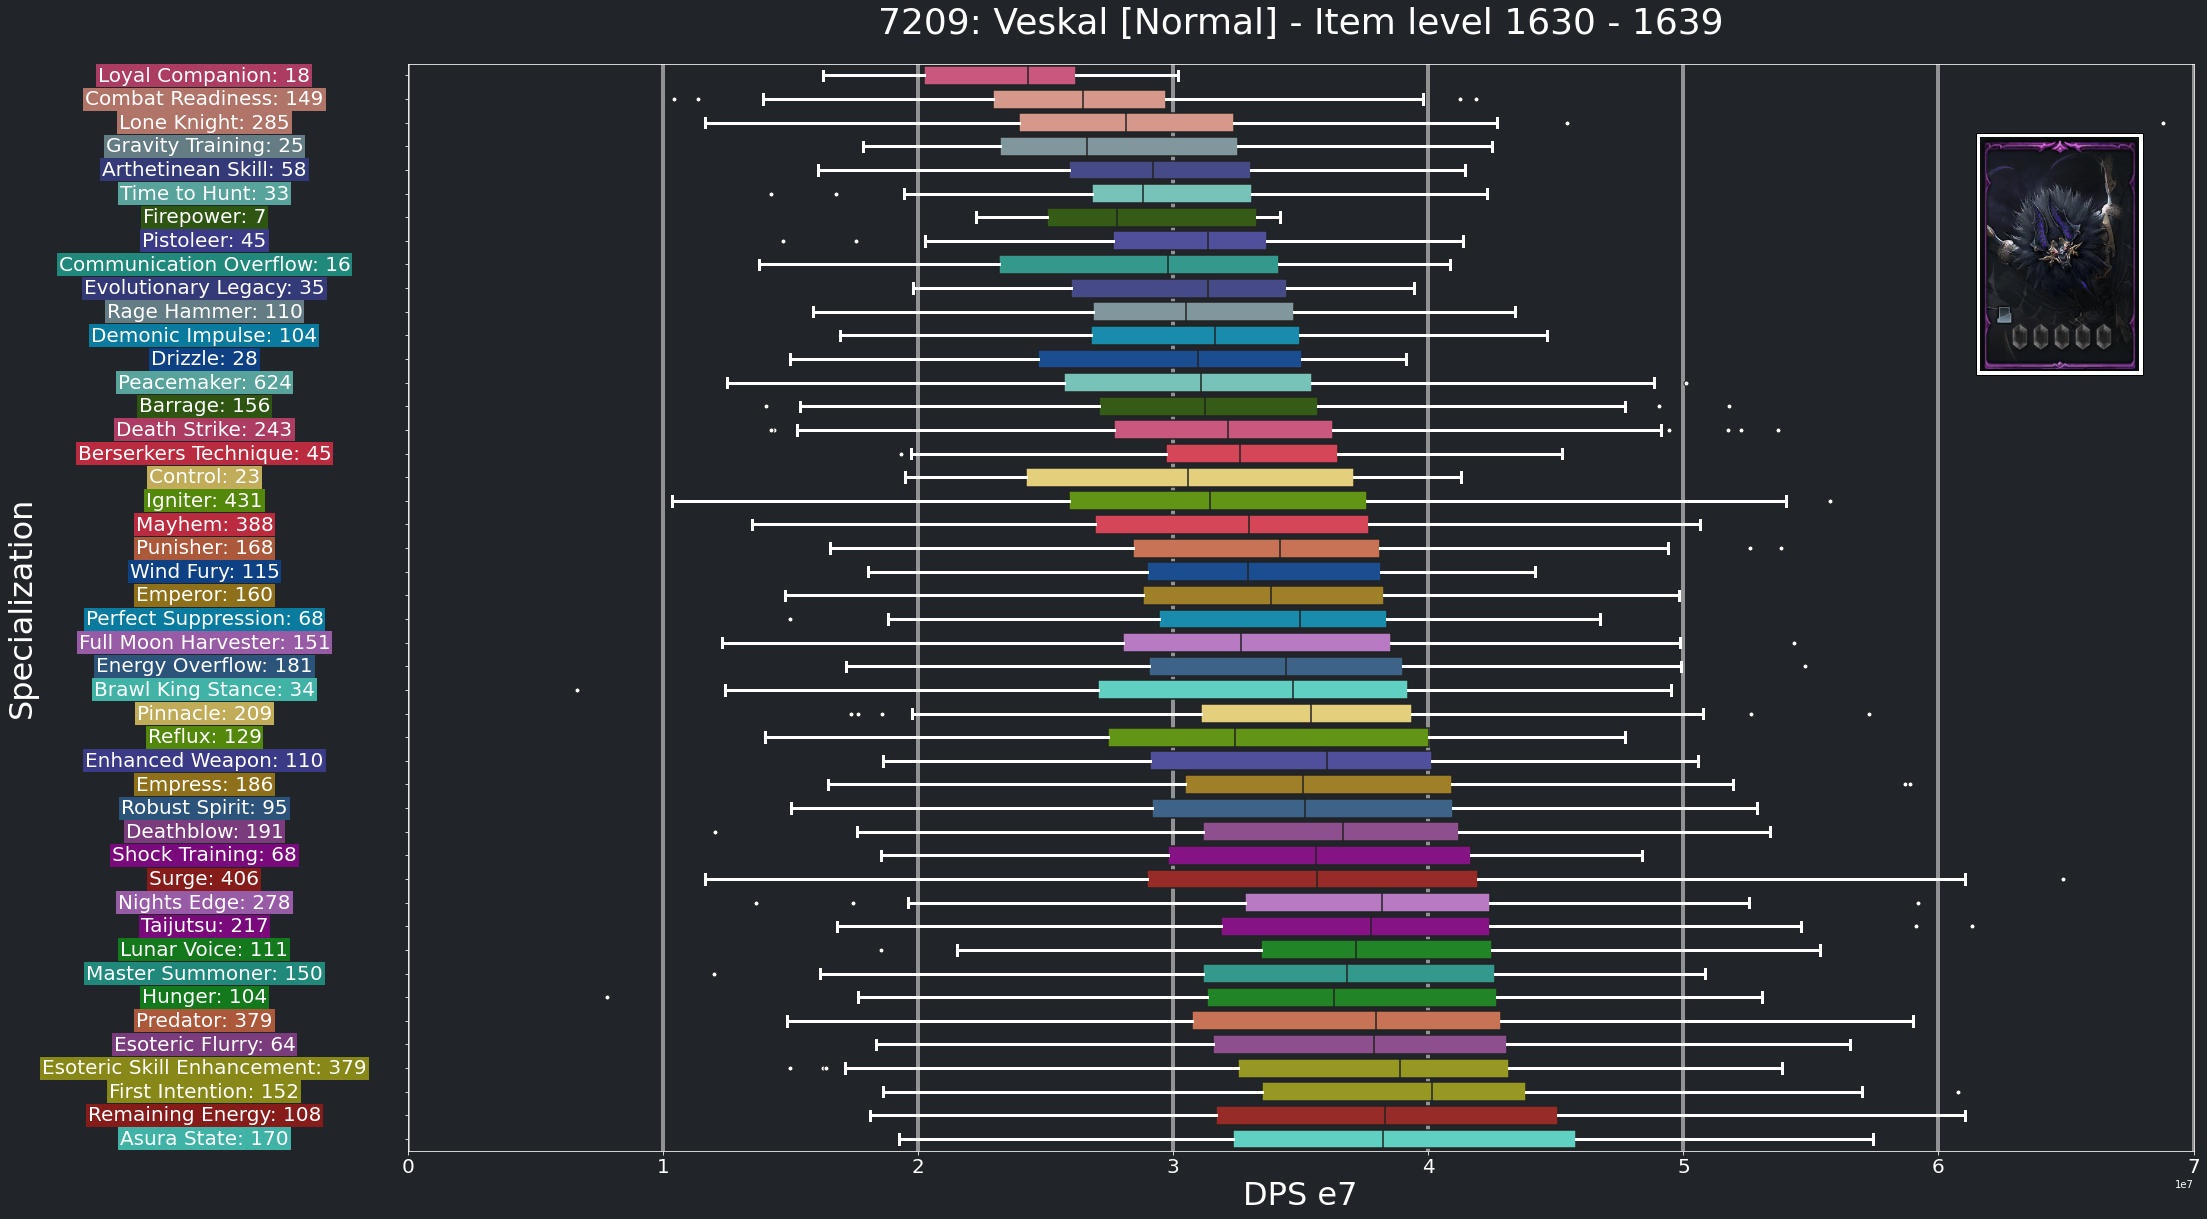 7209: Veskal [Normal] - Item level 1630 - 1639
Specialization
Loyal Companion: 18
Combat Readiness: 149
Lone Knight: 285
Gravity Training: 25
Arthetinean Skill: 58
Time to Hunt: 33
Firepower: 7
Pistoleer: 45
Communication Overflow: 16
Evolutionary Legacy: 35
Rage Hammer: 110
Demonic Impulse: 104
Drizzle: 28
Peacemaker: 624
Barrage: 156
Death Strike: 243
Berserkers Technique: 45
Control: 23
Igniter: 431
Mayhem: 388
Punisher: 168
Wind Fury: 115
Emperor: 160
Perfect Suppression: 68
Full Moon Harvester: 151
Energy Overflow: 181
Brawl King Stance: 34
Pinnacle: 209
Reflux: 129
Enhanced Weapon: 110
Empress: 186
Robust Spirit: 95
Deathblow: 191
Shock Training: 68
Surge: 406
Nights Edge: 278
Taijutsu: 217
Lunar Voice: 111
Master Summoner: 150
Hunger: 104
Predator: 379
Esoteric Flurry: 64
Esoteric Skill Enhancement: 379
First Intention: 152
Remaining Energy: 108
Asura State: 170
0 1 2 3 4 5 6 7
1e7
DPS e7